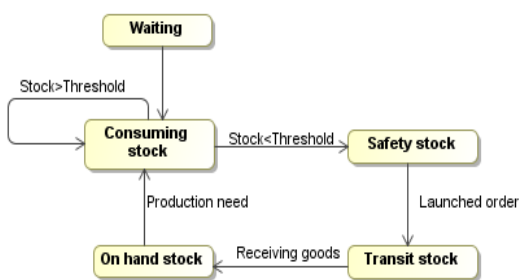 Waiting
Stock>Threshold
Consuming
stock
Stock<Threshold
Safety stock
Production need
Launched order
On hand stock
Receiving goods
Transit stock